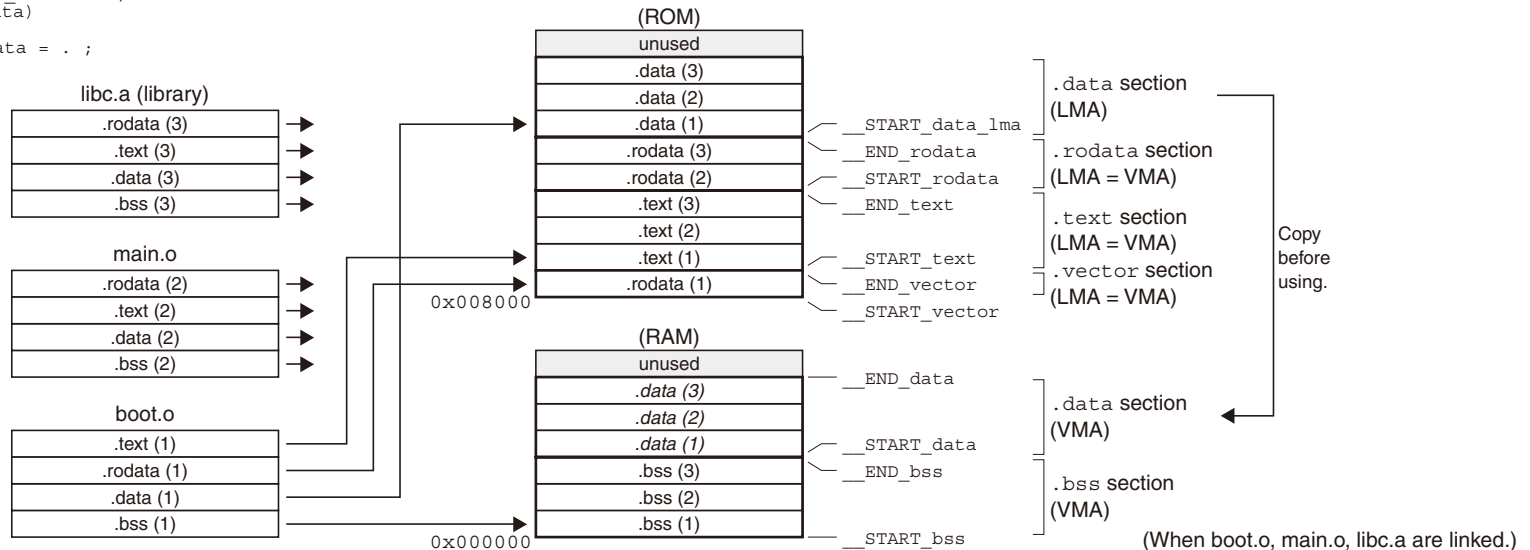 ata)
ata = . ;
libc.a (library)
.rodata (3)
.text (3)
.data (3)
.bss (3)
main.o
.rodata (2)
.text (2)
.data (2)
.bss (2)
boot.o
.text (1)
.rodata (1)
.data (1)
.bss (1)
(ROM)
unused
.data (3)
.data (2)
.data (1)
.rodata (3)
.rodata (2)
.text (3)
.text (2)
.text (1)
.rodata (1)
0x008000
__START_data_lma
__END_rodata
__START_rodata
__END_text
__START_text
__END_vector
__START_vector
.data section
(LMA)
.rodata section
(LMA = VMA)
.text section
(LMA = VMA)
.vector section
(LMA = VMA)
Copy
before
using.
(RAM)
unused
.data (3)
.data (2)
.data (1)
.bss (3)
.bss (2)
.bss (1)
0x000000
__END_data
__START_data
__END_bss
__START_bss
.data section
(VMA)
.bss section
(VMA)
(When boot.o, main.o, libc.a are linked.)